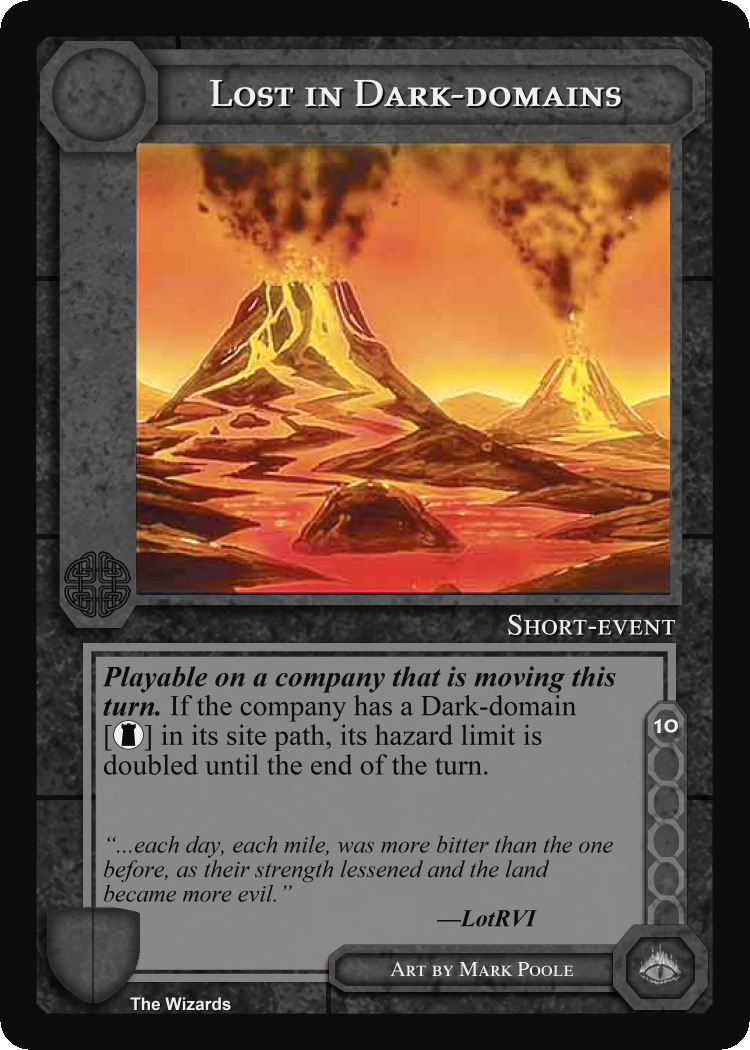 Lost in Dark-domains
Short-event
Playable on a company that is moving this
turn. If the company has a Dark-domain
[ ] in its site path, its hazard limit is
doubled until the end of the turn.
10
“...each day, each mile, was more bitter than the one
before, as their strength lessened and the land
became more evil.”
—LotRVI
Art by Mark Poole
The Wizards